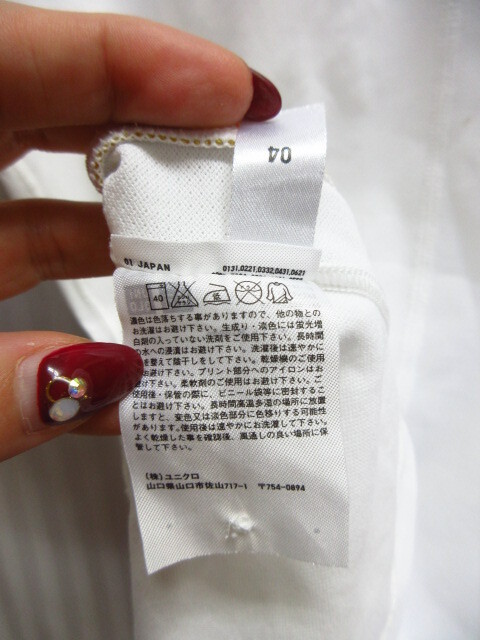 04
01 JAPAN
0131,0221,0332,0431,0621
40
濃色は色落ちする事がありますので、他の物との
お洗濯はお避け下さい。生成り・淡色には蛍光増
白剤の入っていない洗剤をご使用下さい。長時間
の水への浸漬はお避け下さい。洗濯後は速やかに
を整えて陰干しをして下さい。乾燥機のご使用
お避け下さい。プリント部分へのアイロンはお
け下さい。柔軟剤のご使用はお避け下さい。ご
使用後・保管の際に、ビニール袋等に密封するこ
とはお避け下さい。長時間高温多湿の場所に放置
しますと、変色又は淡色部分に色移りする可能性
があります。使用後は速やかにお洗濯して下さい。
よく乾燥した事を確認後、風通しの良い場所に保
管して下さい。
(株)ユニクロ
山口県山口市佐山717-1 〒754-0894